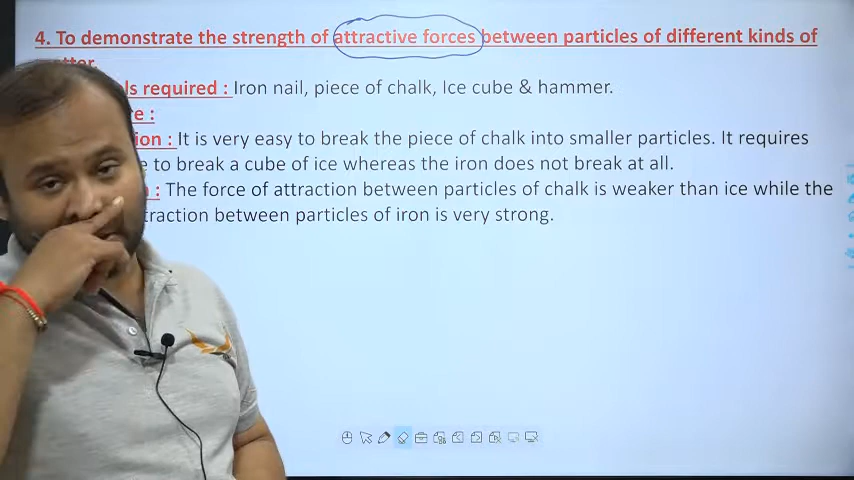 4. To demonstrate the strength of attractive forces between particles of different kinds of
ls required : Iron nail, piece of chalk, Ice cube & hammer.
re :
ion : It is very easy to break the piece of chalk into smaller particles. It requires
e to break a cube of ice whereas the iron does not break at all.
: The force of attraction between particles of chalk is weaker than ice while the
traction between particles of iron is very strong.